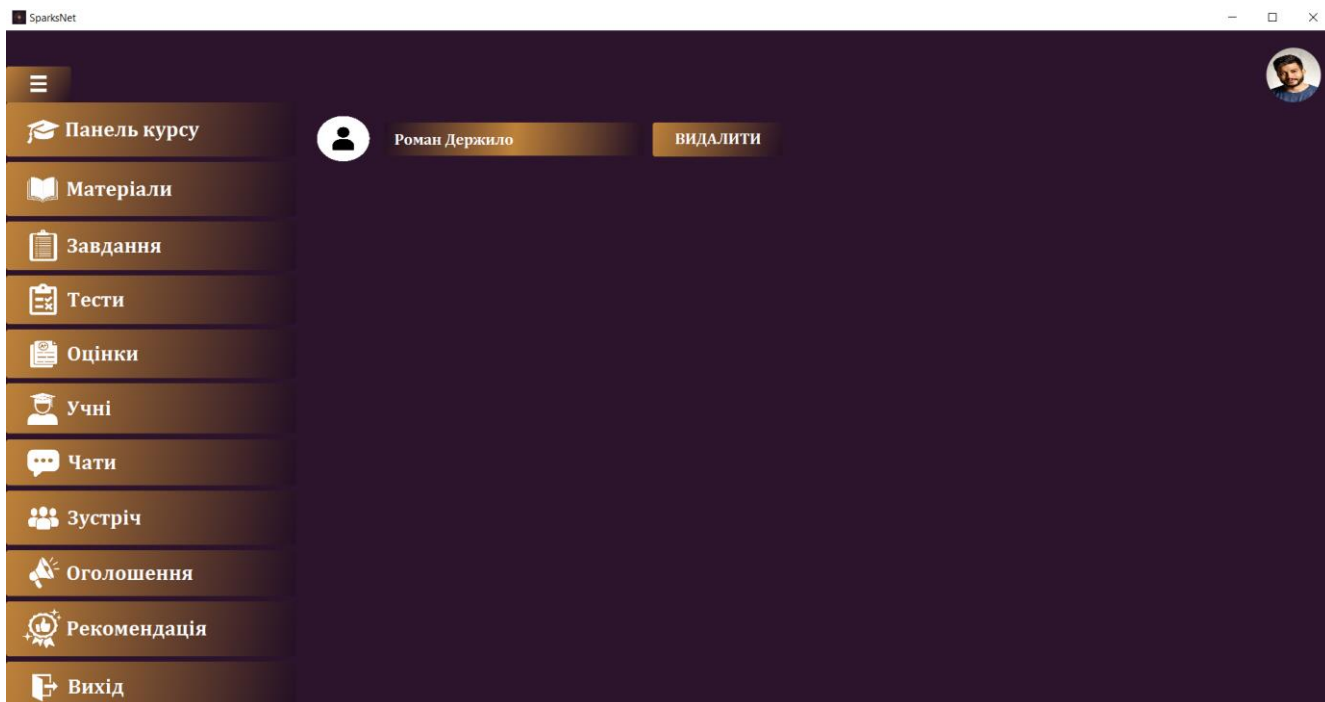 SparksNet
Панель курсу
Роман Держило
ВИДАЛИТИ
Матеріали
Завдання
Тести
Оцінки
Учні
Чати
Зустріч
Оголошення
Рекомендація
Вихід